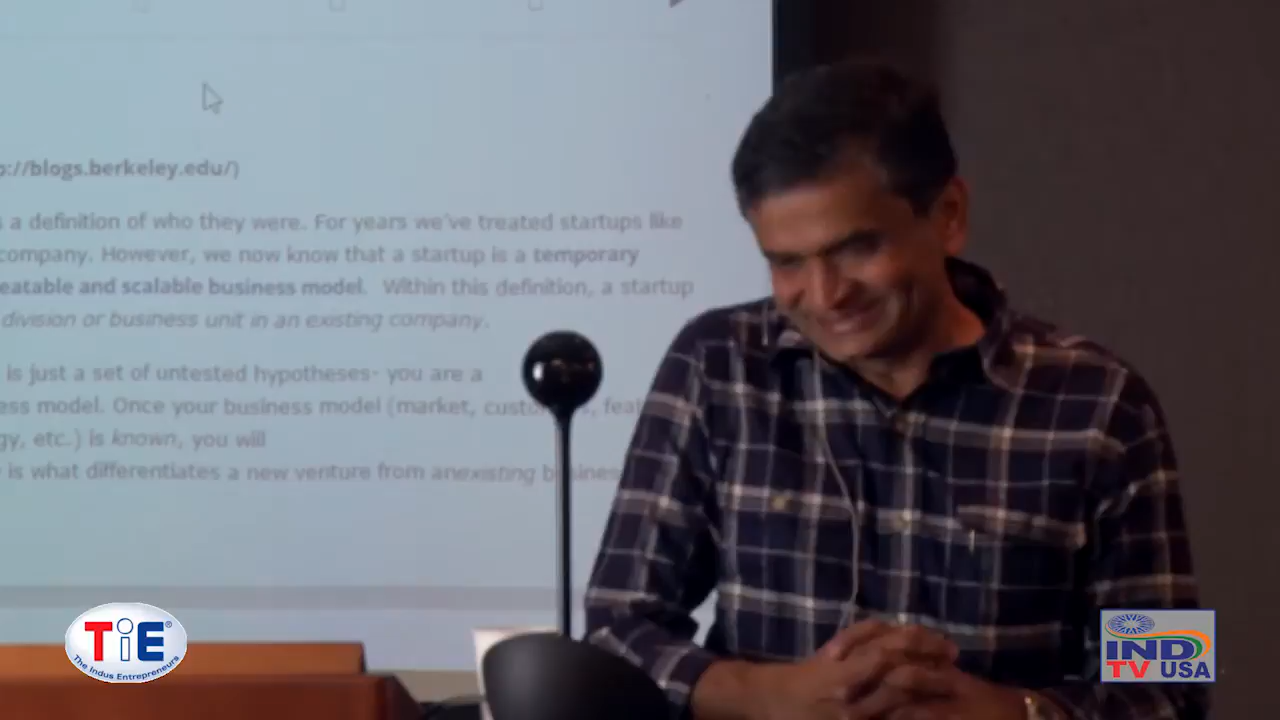 ://blogs.berkeley.edu/)
a definition of who they were. For years we've treated startups like
company. However, we now know that a startup is a temporary
eatable and scalable business model. Within this definition, a startup
division or business unit in an existing company.
is just a set of untested hypotheses- you are a
ess model. Once your business model (market,
gy, etc.) is known, you will
is what differentiates a new venture from anexisting
TiE®
The Indus Entrepreneurs
IND
TV USA